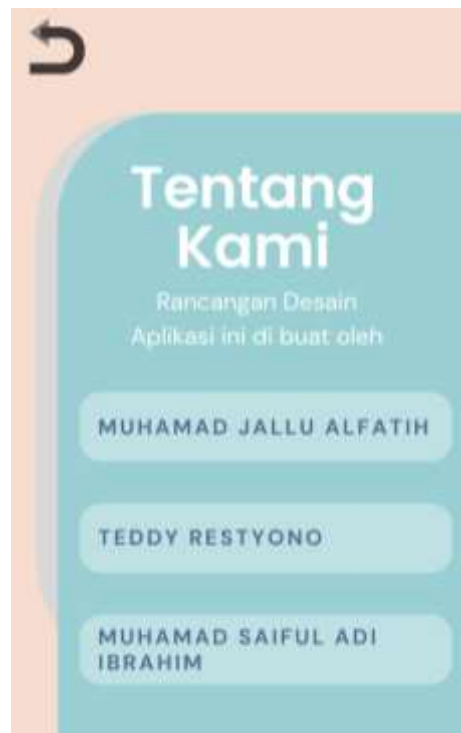 Tentang
Kami
Rancangan Desain
Aplikasi ini di buat oleh
MUHAMAD JALLU ALFATIH
TEDDY RESTYONO
MUHAMAD SAIFUL ADI
IBRAHIM